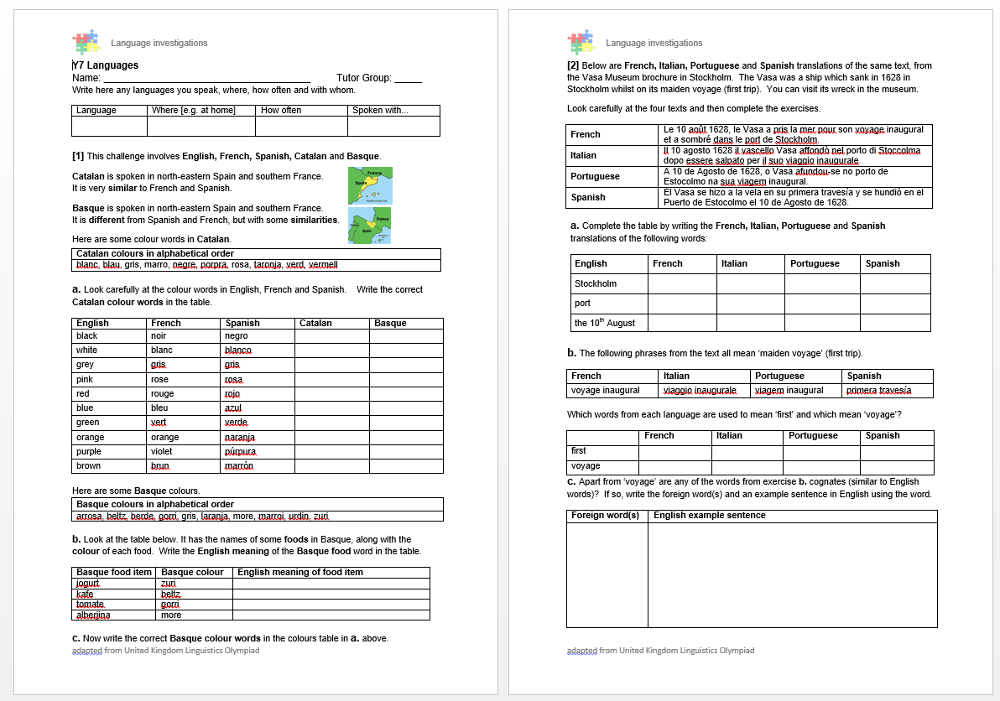 Language investigations
Y7 Languages
Name: ______________________________________ Tutor Group: _____
Write here any languages you speak, where, how often and with whom.
Language Where [e.g. at home] How often Spoken with...
[1] This challenge involves English, French, Spanish, Catalan and Basque.
Catalan is spoken in north-eastern Spain and southern France.
It is very similar to French and Spanish.
Basque is spoken in north-eastern Spain and southern France.
It is different from Spanish and French, but with some similarities.
France
Spain
France
Spain
Here are some colour words in Catalan.
Catalan colours in alphabetical order
blanc, blau, gris, marro, negre, porpra, rosa, taronja, verd, vermell
a. Look carefully at the colour words in English, French and Spanish. Write the correct
Catalan colour words in the table.
English French Spanish Catalan Basque
black noir negro
white blanc blanco
grey gris gris
pink rose rosa
red rouge rojo
blue bleu azul
green vert verde
orange orange naranja
purple violet púrpura
brown brun marrón
Here are some Basque colours.
Basque colours in alphabetical order
arrosa, beltz, berde, gorri, gris, laranja, more, marroi, urdin, zuri
b. Look at the table below. It has the names of some foods in Basque, along with the
colour of each food. Write the English meaning of the Basque food word in the table.
Basque food item Basque colour English meaning of food item
jogurt zuri
kafe beltz
tomate gorri
alberjina more
c. Now write the correct Basque colour words in the colours table in a. above.
adapted from United Kingdom Linguistics Olympiad
Language investigations
[2] Below are French, Italian, Portuguese and Spanish translations of the same text, from
the Vasa Museum brochure in Stockholm. The Vasa was a ship which sank in 1628 in
Stockholm whilst on its maiden voyage (first trip). You can visit its wreck in the museum.
Look carefully at the four texts and then complete the exercises.
French
Le 10 août 1628, le Vasa a pris la mer pour son voyage inaugural
et a sombré dans le port de Stockholm.
Italian
Il 10 agosto 1628 il vascello Vasa affondò nel porto di Stoccolma
dopo essere salpato per il suo viaggio inaugurale.
Portuguese
A 10 de Agosto de 1628, o Vasa afundou-se no porto de
Estocolmo na sua viagem inaugural.
Spanish
El Vasa se hizo a la vela en su primera travesía y se hundió en el
Puerto de Estocolmo el 10 de Agosto de 1628.
a. Complete the table by writing the French, Italian, Portuguese and Spanish
translations of the following words:
English French Italian Portuguese Spanish
Stockholm
port
the 10th August
b. The following phrases from the text all mean ‘maiden voyage’ (first trip).
French Italian Portuguese Spanish
voyage inaugural viaggio inaugurale viagem inaugural primera travesía
Which words from each language are used to mean ‘first’ and which mean ‘voyage’?
French Italian Portuguese Spanish
first
voyage
c. Apart from ‘voyage’ are any of the words from exercise b. cognates (similar to English
words)? If so, write the foreign word(s) and an example sentence in English using the word.
Foreign word(s) English example sentence
adapted from United Kingdom Linguistics Olympiad